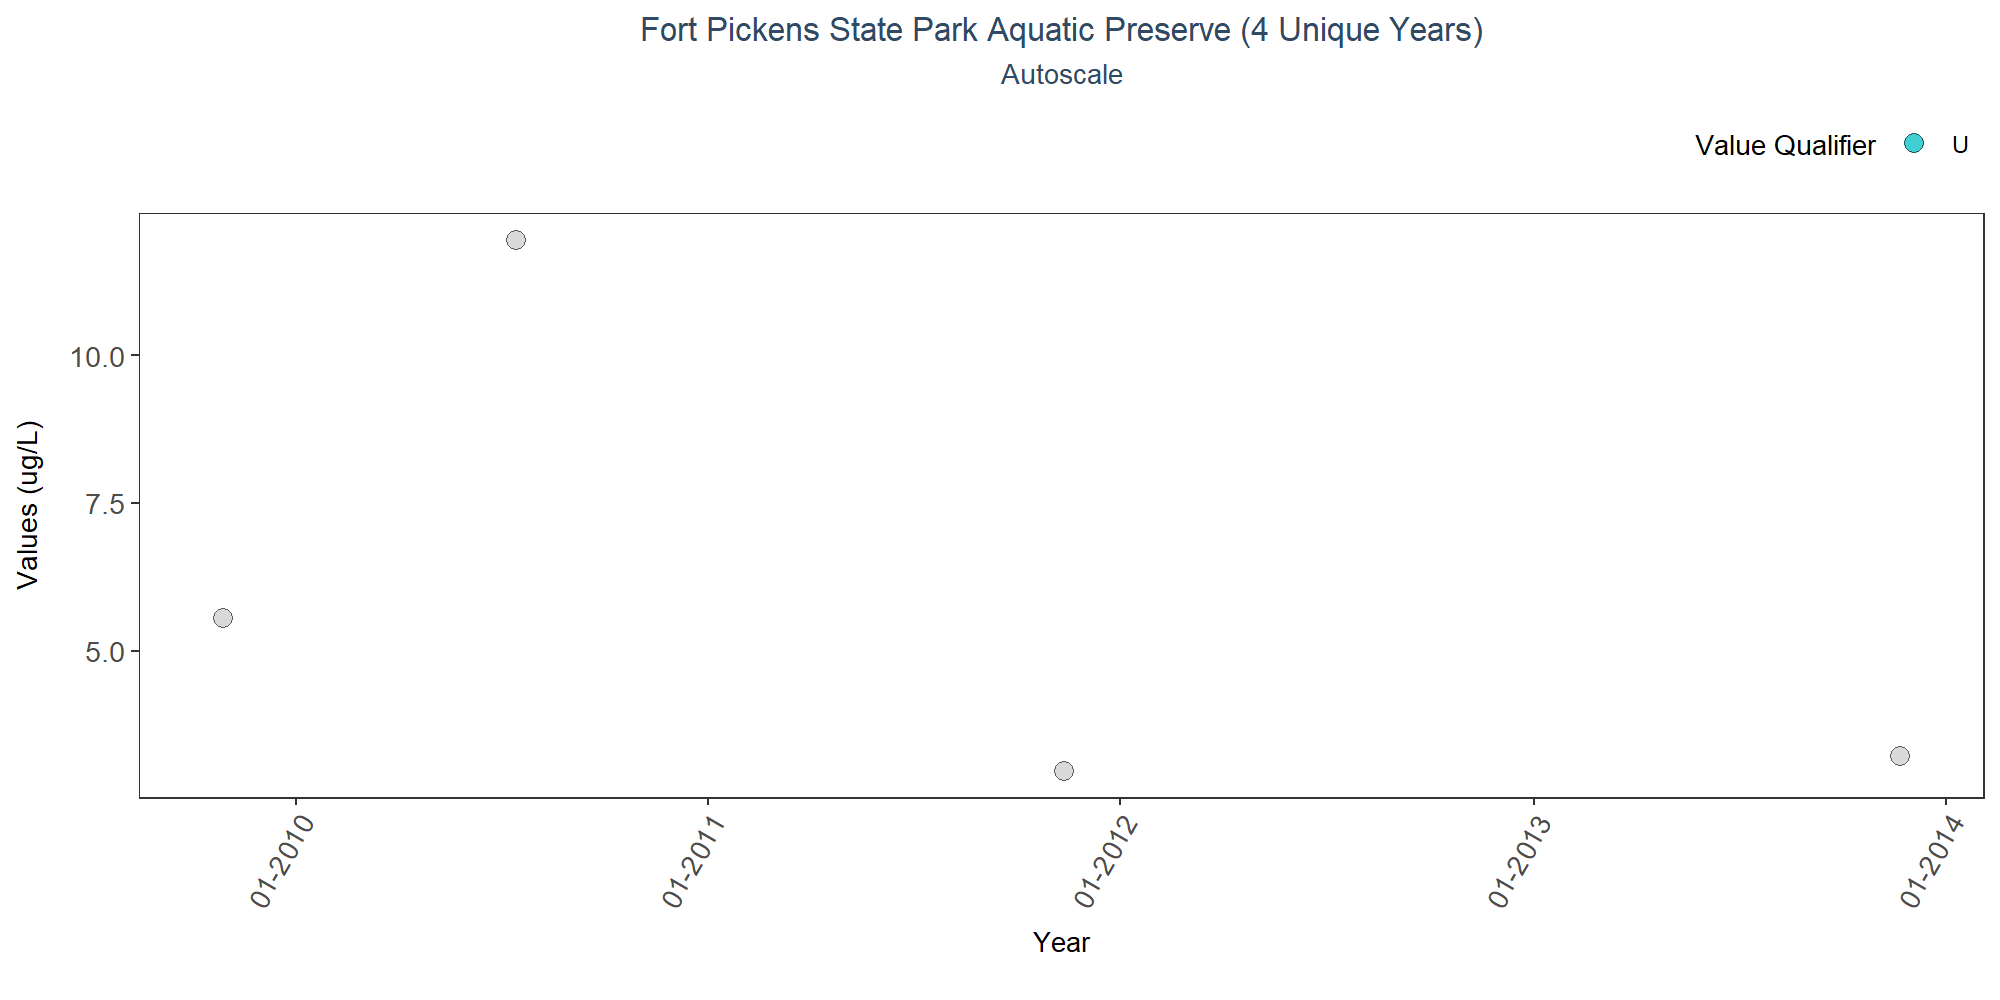 Fort Pickens State Park Aquatic Preserve (4 Unique Years)
Autoscale
Value Qualifier U
10.0
7.5
5.0
Values (ug/L)
01-2010
01-2011
01-2012
01-2013
01-2014
Year